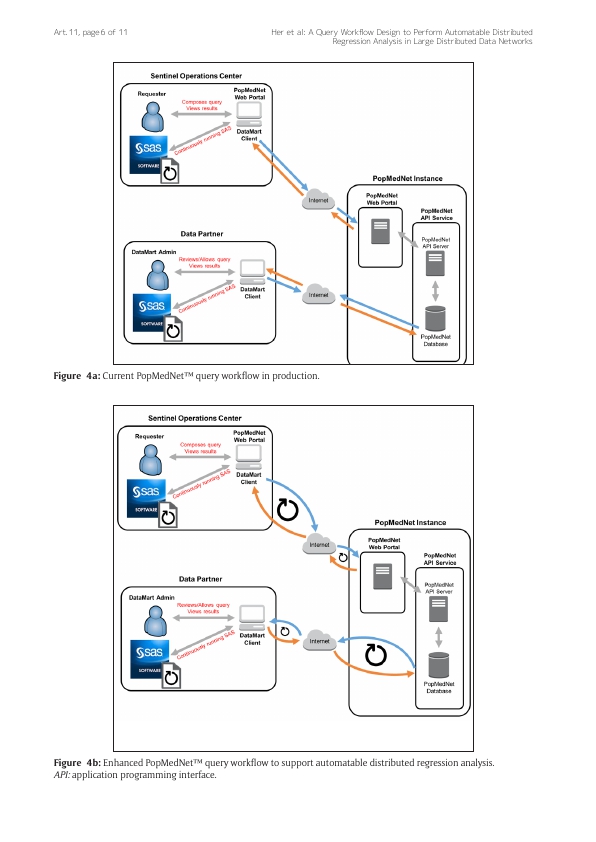 Art. 11, page 6 of 11
Her et al: A Query Workflow Design to Perform Automatable Distributed
Regression Analysis in Large Distributed Data Networks
Sentinel Operations Center
Requester
PopMedNet
Web Portal
Composes query
Views results
DataMart
Client
Continuously running SAS
sas
SOFTWARE
Internet
PopMedNet Instance
PopMedNet
Web Portal
PopMedNet
API Service
PopMedNet
API Server
PopMedNet
Database
Data Partner
DataMart Admin
Reviews/Allows query
Views results
DataMart
Client
Continuously running SAS
sas
SOFTWARE
Internet
Figure 4a: Current PopMedNet™ query workflow in production.
Sentinel Operations Center
Requester
PopMedNet
Web Portal
Composes query
Views results
DataMart
Client
Continuously running SAS
sas
SOFTWARE
Internet
PopMedNet Instance
PopMedNet
Web Portal
PopMedNet
API Service
PopMedNet
API Server
PopMedNet
Database
Data Partner
DataMart Admin
Reviews/Allows query
Views results
DataMart
Client
Continuously running SAS
sas
SOFTWARE
Internet
Figure 4b: Enhanced PopMedNet™ query workflow to support automatable distributed regression analysis.
API: application programming interface.